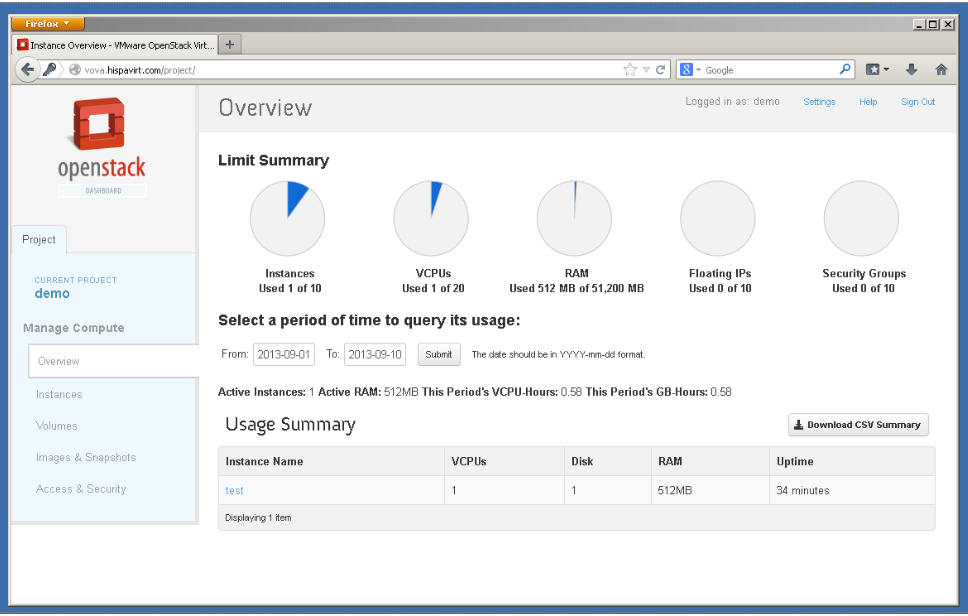 Firefox
Instance Overview - VMware OpenStack Virt...
vova.hispavirt.com/project/
Google
openstack
DASHBOARD
Project
CURRENT PROJECT
demo
Manage Compute
Overview
Instances
Volumes
Images & Snapshots
Access & Security
Overview
Logged in as: demo Settings Help Sign Out
Limit Summary
Instances
Used 1 of 10
VCPUs
Used 1 of 20
RAM
Used 512 MB of 51,200 MB
Floating IPs
Used 0 of 10
Security Groups
Used 0 of 10
Select a period of time to query its usage:
From: 2013-09-01 To: 2013-09-10 Submit The date should be in YYYY-mm-dd format.
Active Instances: 1 Active RAM: 512MB This Period's VCPU-Hours: 0.58 This Period's GB-Hours: 0.58
Usage Summary
Download CSV Summary
Instance Name VCPUs Disk RAM Uptime
test 1 1 512MB 34 minutes
Displaying 1 item